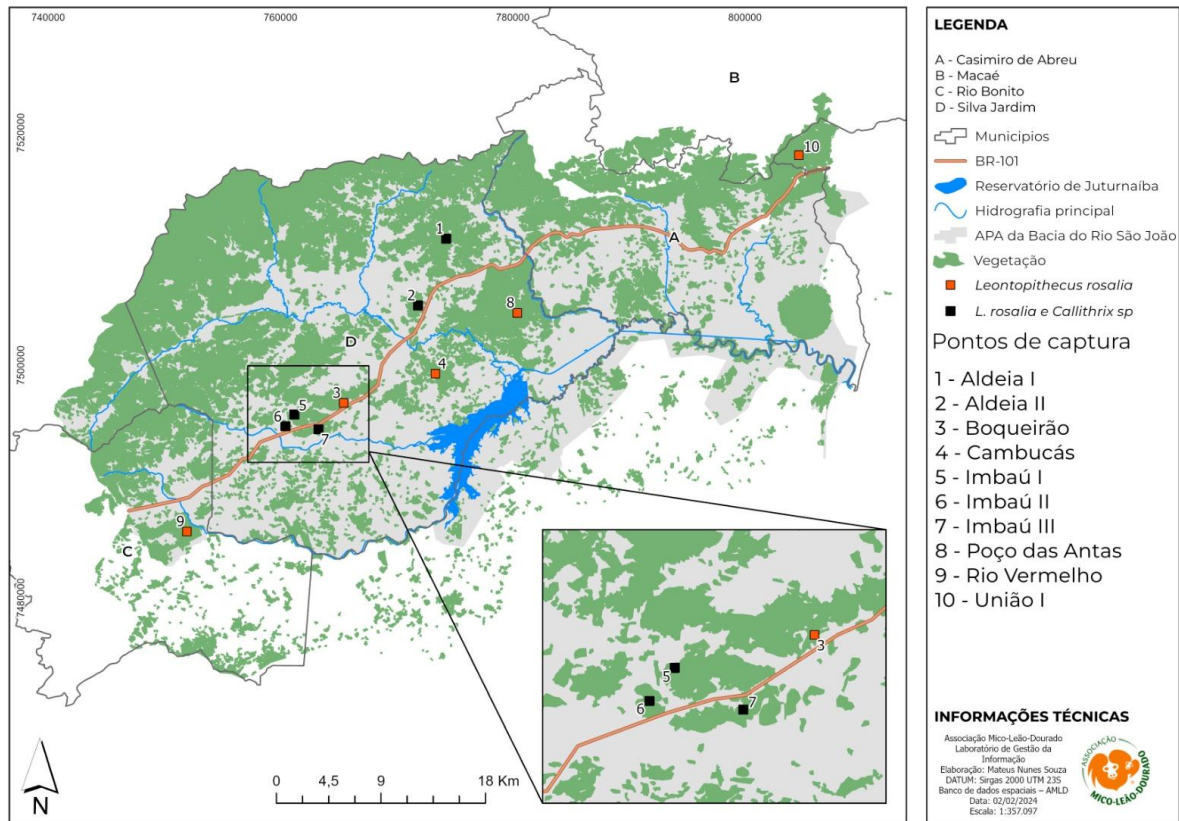 740000
760000
780000
800000
7520000
7500000
7480000
B
A
D
C
10
1
2
8
4
3
5
6
7
9
5
6
7
3
N
0 4,5 9 18 Km
LEGENDA
A - Casimiro de Abreu
B - Macaé
C - Rio Bonito
D - Silva Jardim
Municipios
BR-101
Reservatório de Juturnaíba
Hidrografia principal
APA da Bacia do Rio São João
Vegetação
Leontopithecus rosalia
L. rosalia e Callithrix sp
Pontos de captura
1 - Aldeia I
2 - Aldeia II
3 - Boqueirão
4 - Cambucás
5 - Imbaú I
6 - Imbaú II
7 - Imbaú III
8 - Poço das Antas
9 - Rio Vermelho
10 - União I
INFORMAÇÕES TÉCNICAS
Associação Mico-Leão-Dourado
Laboratório de Gestão da
Informação
Elaboração: Mateus Nunes Souza
DATUM: Sirgas 2000 UTM 23S
Banco de dados espaciais – AMLD
Data: 02/02/2024
Escala: 1:357.097
ASSOCIAÇÃO
MICO-LEÃO-DOURADO